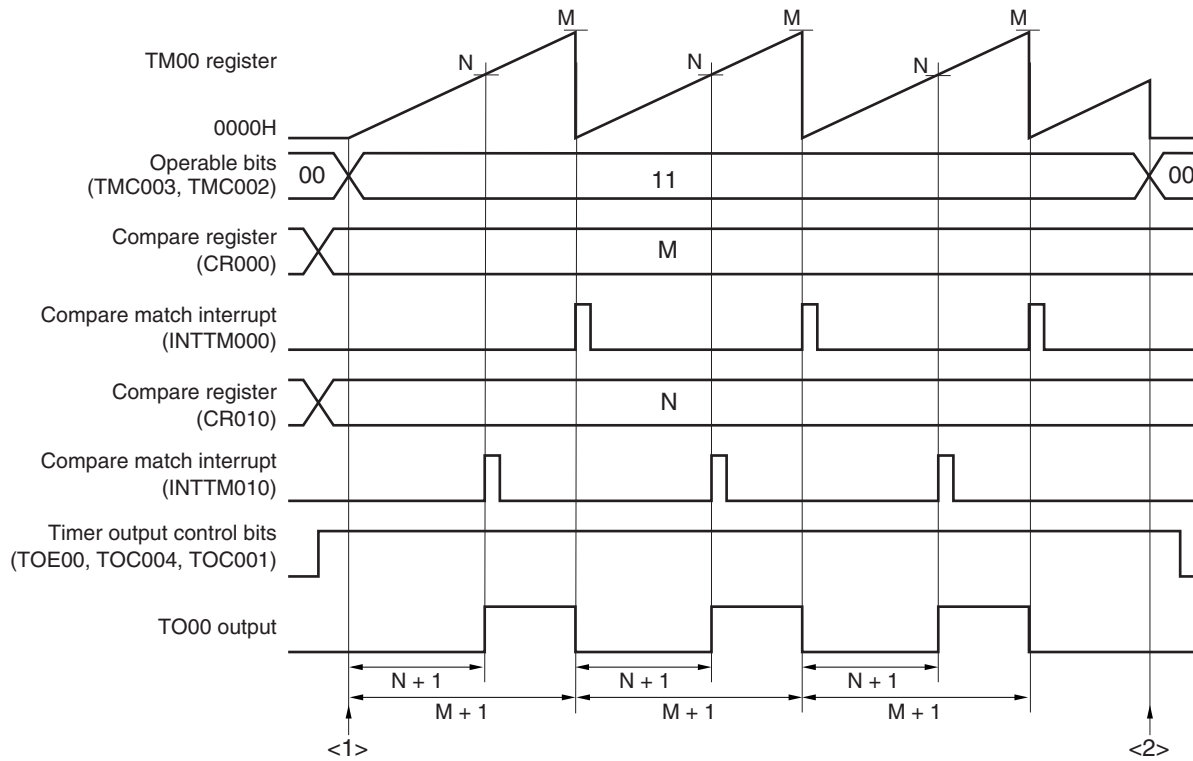 M M M
TM00 register
N N N
0000H
Operable bits
(TMC003, TMC002)
00 11 00
Compare register
(CR000)
M
Compare match interrupt
(INTTM000)
Compare register
(CR010)
N
Compare match interrupt
(INTTM010)
Timer output control bits
(TOE00, TOC004, TOC001)
TO00 output
N + 1 N + 1 N + 1
M + 1 M + 1 M + 1
<1> <2>